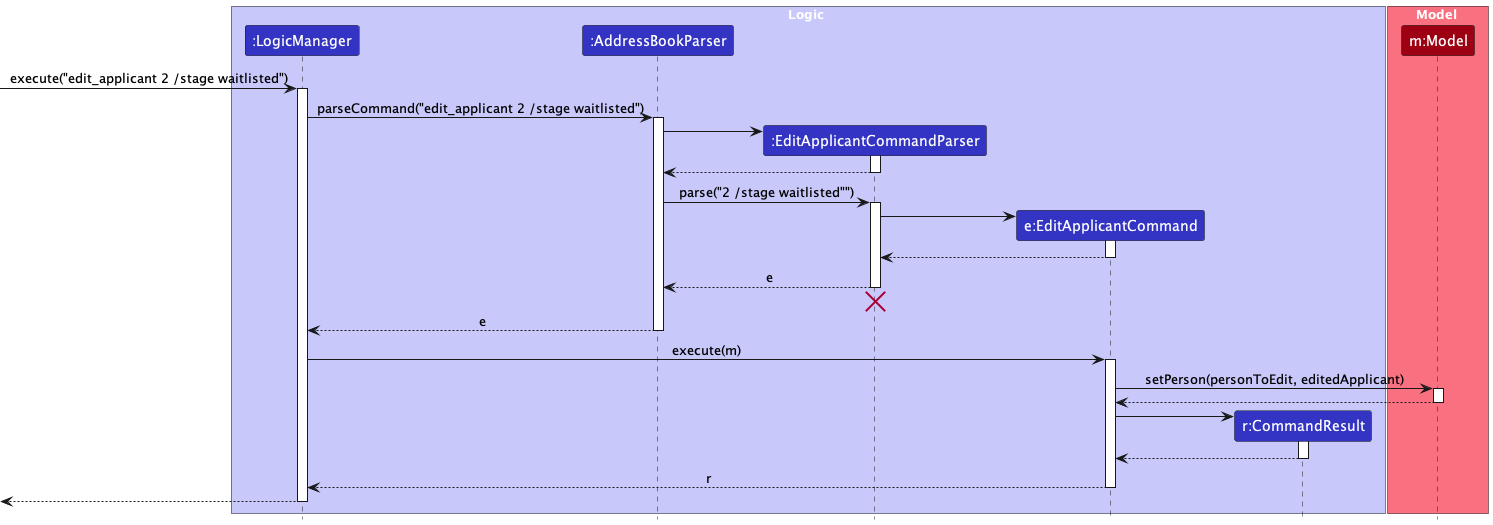 Logic
Model
:LogicManager
:AddressBookParser
m:Model
execute("edit_applicant 2 /stage waitlisted")
parseCommand("edit_applicant 2 /stage waitlisted")
:EditApplicantCommandParser
parse("2 /stage waitlisted"")
e:EditApplicantCommand
e
e
execute(m)
setPerson(personToEdit, editedApplicant)
r:CommandResult
r